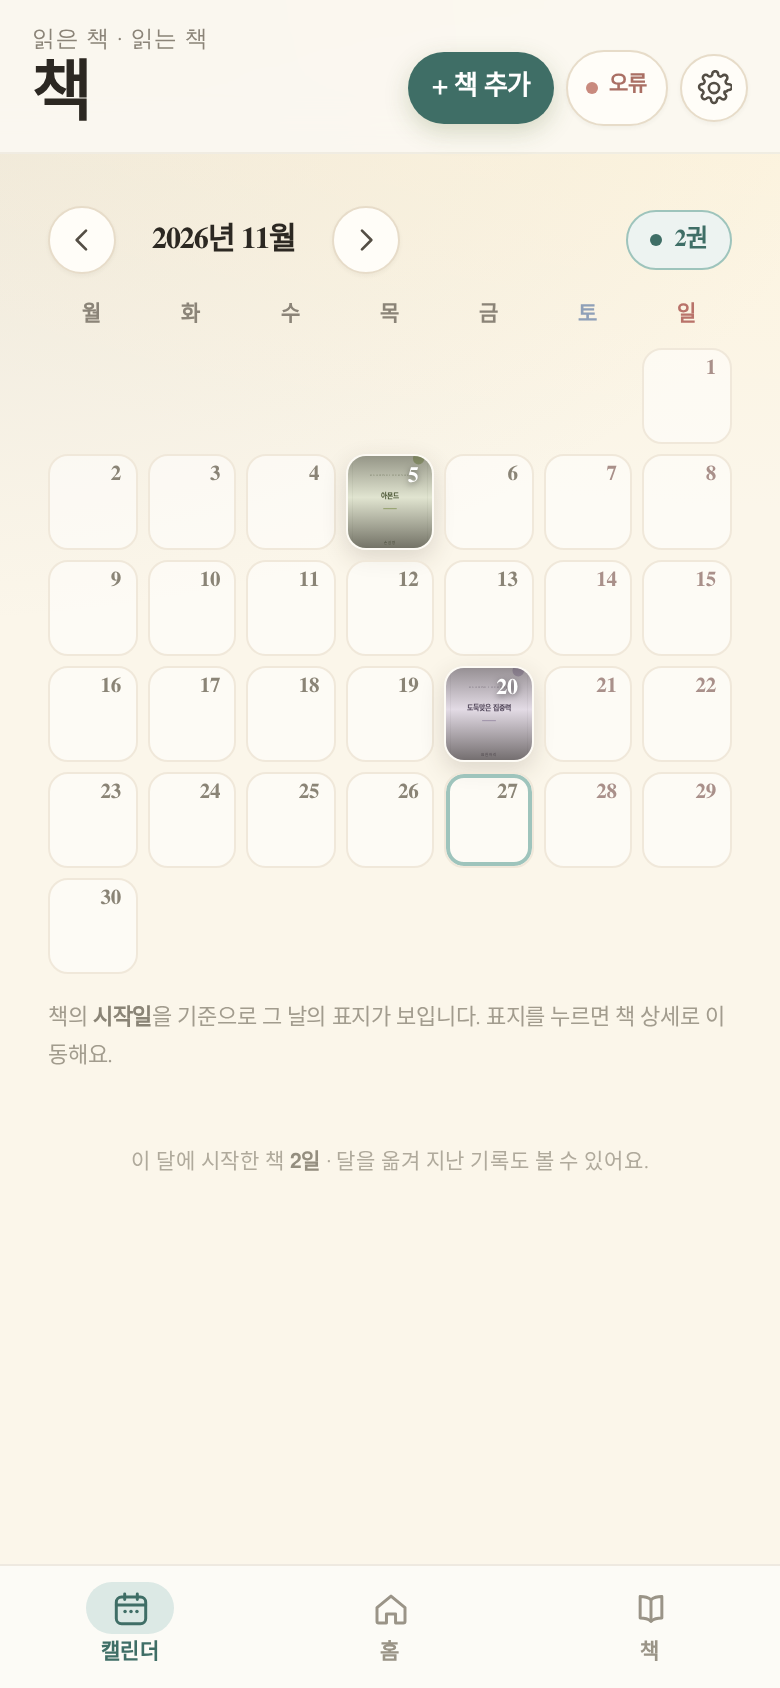 읽은 책 · 읽는 책
책
+ 책 추가
오류
2026년 11월
2권
월 화 수 목 금 토 일
1
2 3 4 5 6 7 8
아몬드
9 10 11 12 13 14 15
16 17 18 19 20 21 22
도둑맞은 집중력
23 24 25 26 27 28 29
30
책의 시작일을 기준으로 그 날의 표지가 보입니다. 표지를 누르면 책 상세로 이
동해요.
이 달에 시작한 책 2일 · 달을 옮겨 지난 기록도 볼 수 있어요.
캘린더 홈 책